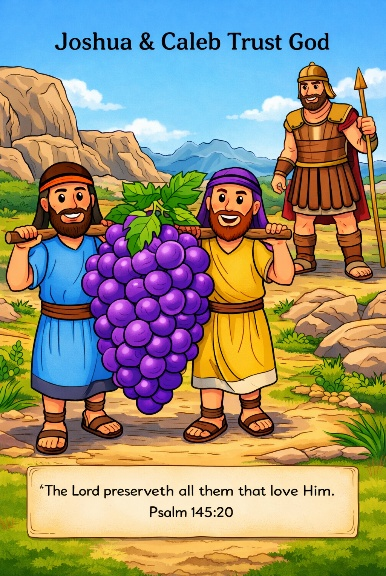 Joshua & Caleb Trust God
“The Lord preserveth all them that love Him.
Psalm 145:20